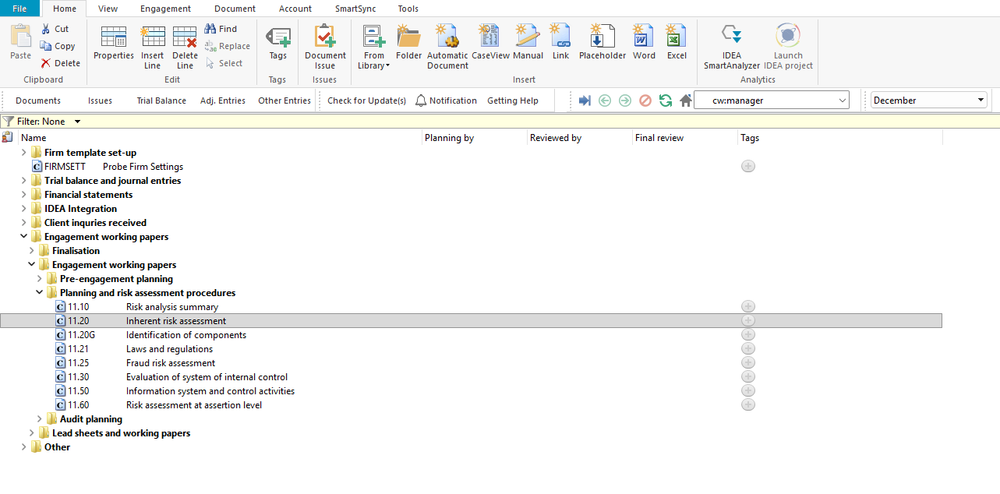 File Home View Engagement Document Account SmartSync Tools
Paste Cut Copy Delete
Clipboard
Properties Insert Line Delete Line Find Replace Select
Edit
Tags
Tags
Document Issue
Issues
From Library Folder Automatic Document CaseView Manual Link Placeholder Word Excel
Insert
IDEA SmartAnalyzer Launch IDEA project
Analytics
Documents Issues Trial Balance Adj. Entries Other Entries Check for Update(s) Notification Getting Help cw:manager December
Filter: None
Name Planning by Reviewed by Final review Tags
Firm template set-up
FIRMSETT Probe Firm Settings
Trial balance and journal entries
Financial statements
IDEA Integration
Client inquries received
Engagement working papers
Finalisation
Engagement working papers
Pre-engagement planning
Planning and risk assessment procedures
11.10 Risk analysis summary
11.20 Inherent risk assessment
11.20G Identification of components
11.21 Laws and regulations
11.25 Fraud risk assessment
11.30 Evaluation of system of internal control
11.50 Information system and control activities
11.60 Risk assessment at assertion level
Audit planning
Lead sheets and working papers
Other